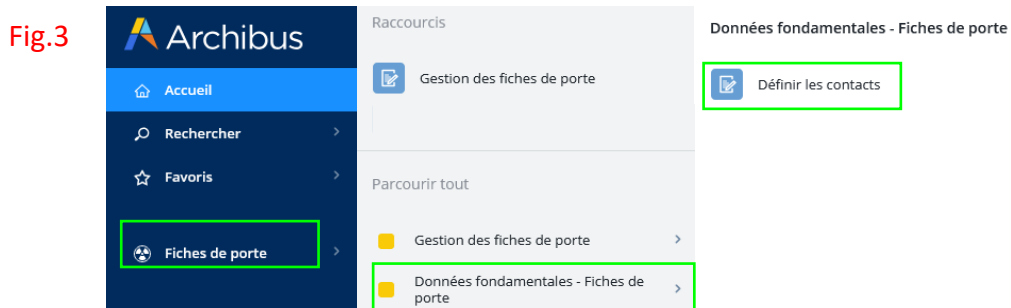 Fig.3
Archibus
Accueil
Rechercher
Favoris
Fiches de porte
Raccourcis
Gestion des fiches de porte
Parcourir tout
Gestion des fiches de porte
Données fondamentales - Fiches de
porte
Données fondamentales - Fiches de porte
Définir les contacts